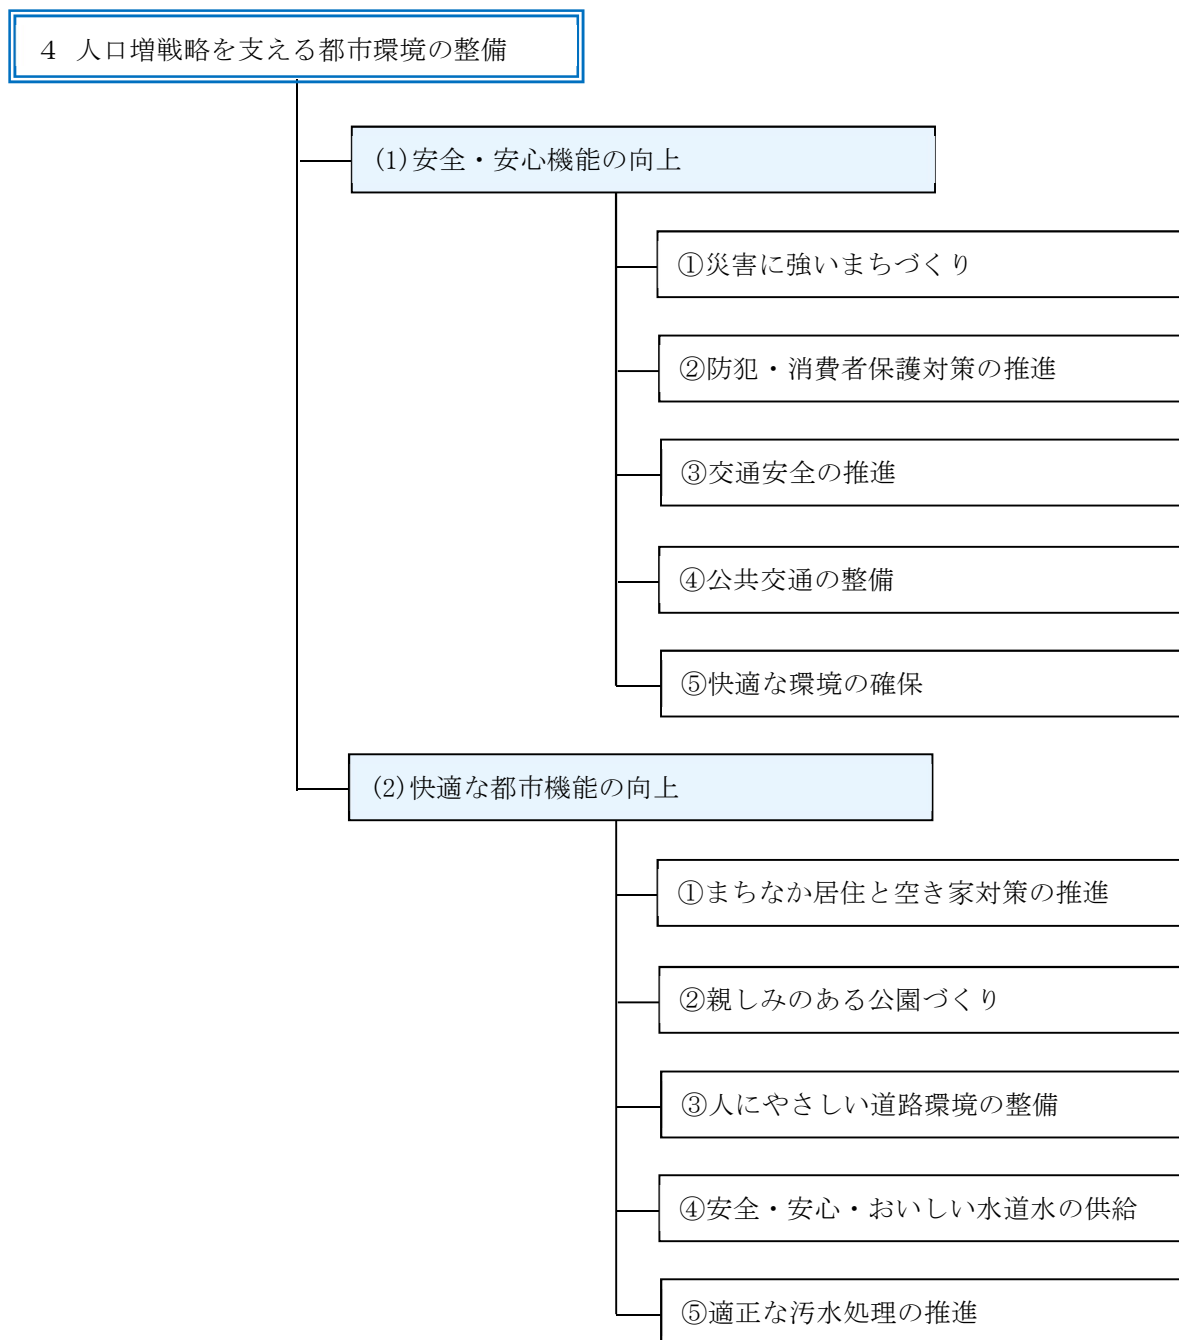 4 人口増戦略を支える都市環境の整備
(1)安全・安心機能の向上
①災害に強いまちづくり
②防犯・消費者保護対策の推進
③交通安全の推進
④公共交通の整備
⑤快適な環境の確保
(2)快適な都市機能の向上
①まちなか居住と空き家対策の推進
②親しみのある公園づくり
③人にやさしい道路環境の整備
④安全・安心・おいしい水道水の供給
⑤適正な汚水処理の推進